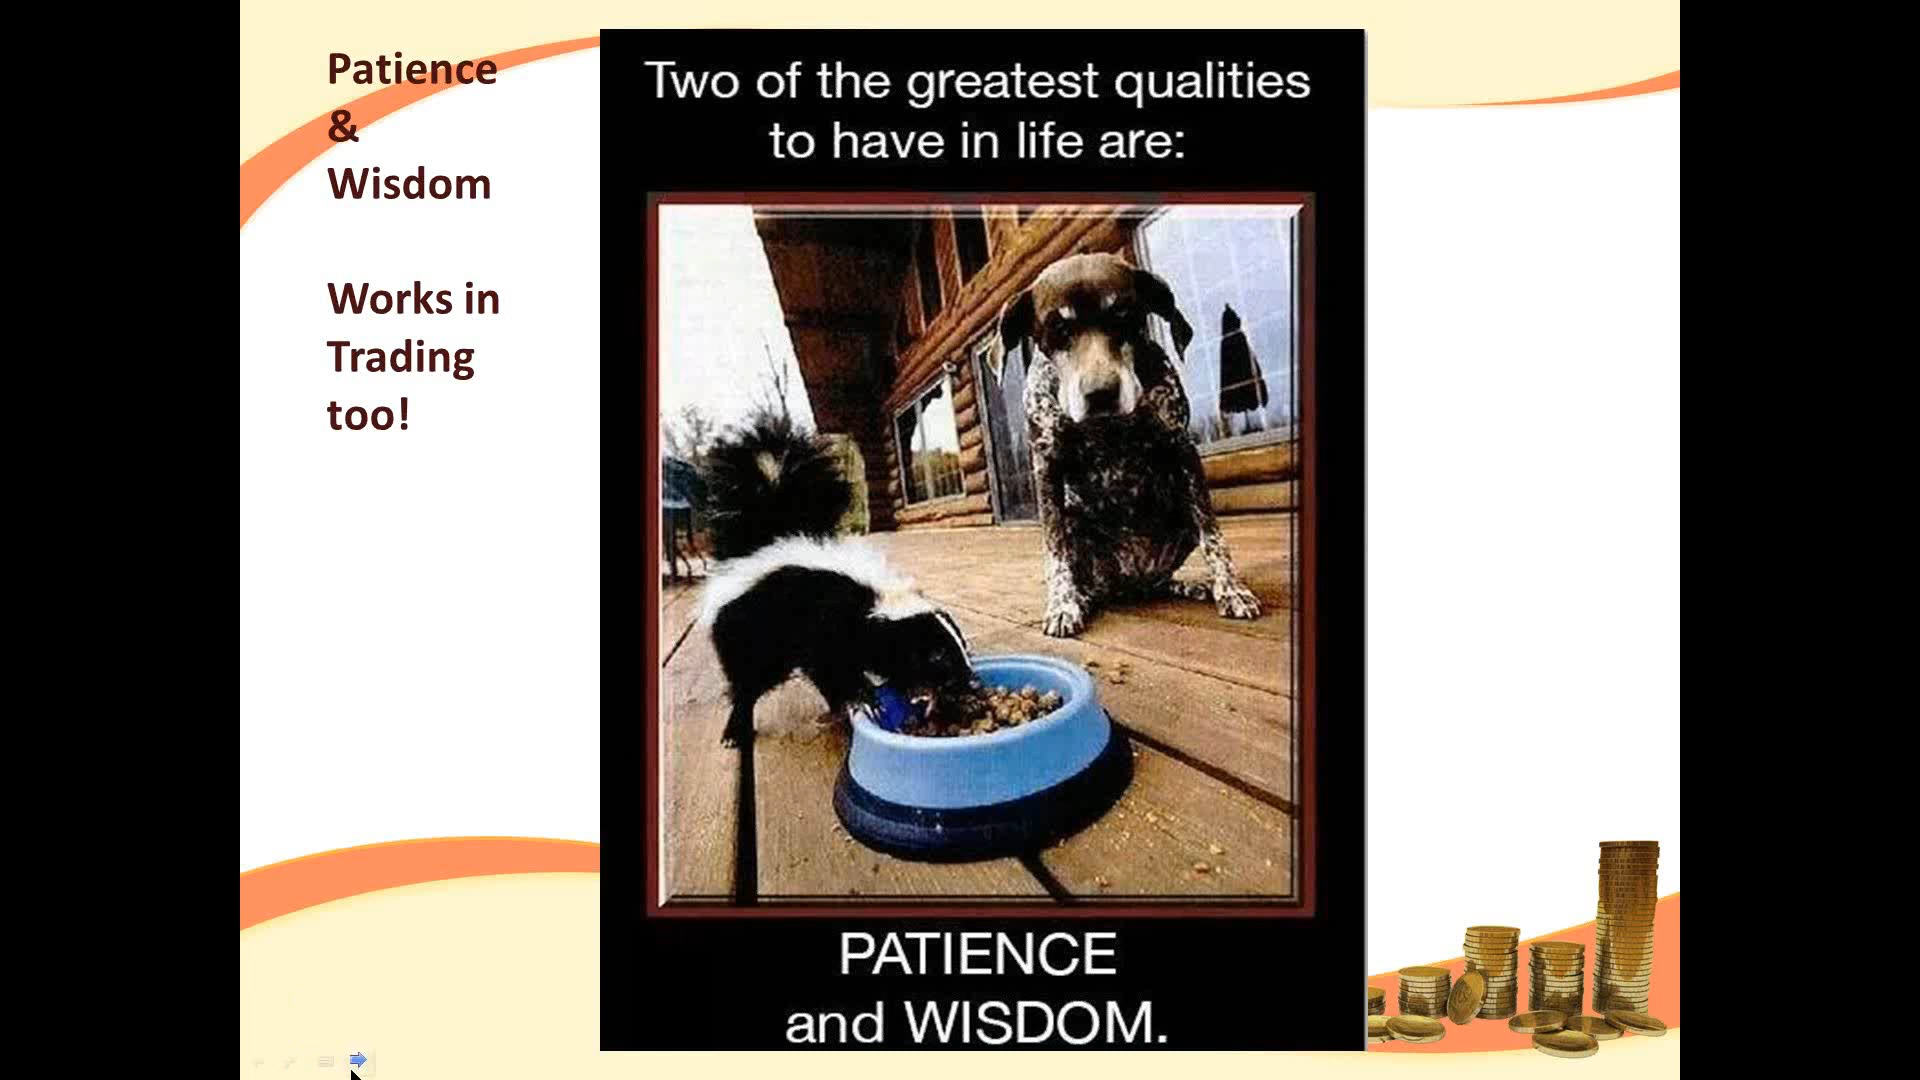 Patience
&
Wisdom
Works in
Trading
too!
Two of the greatest qualities
to have in life are:
PATIENCE
and WISDOM.